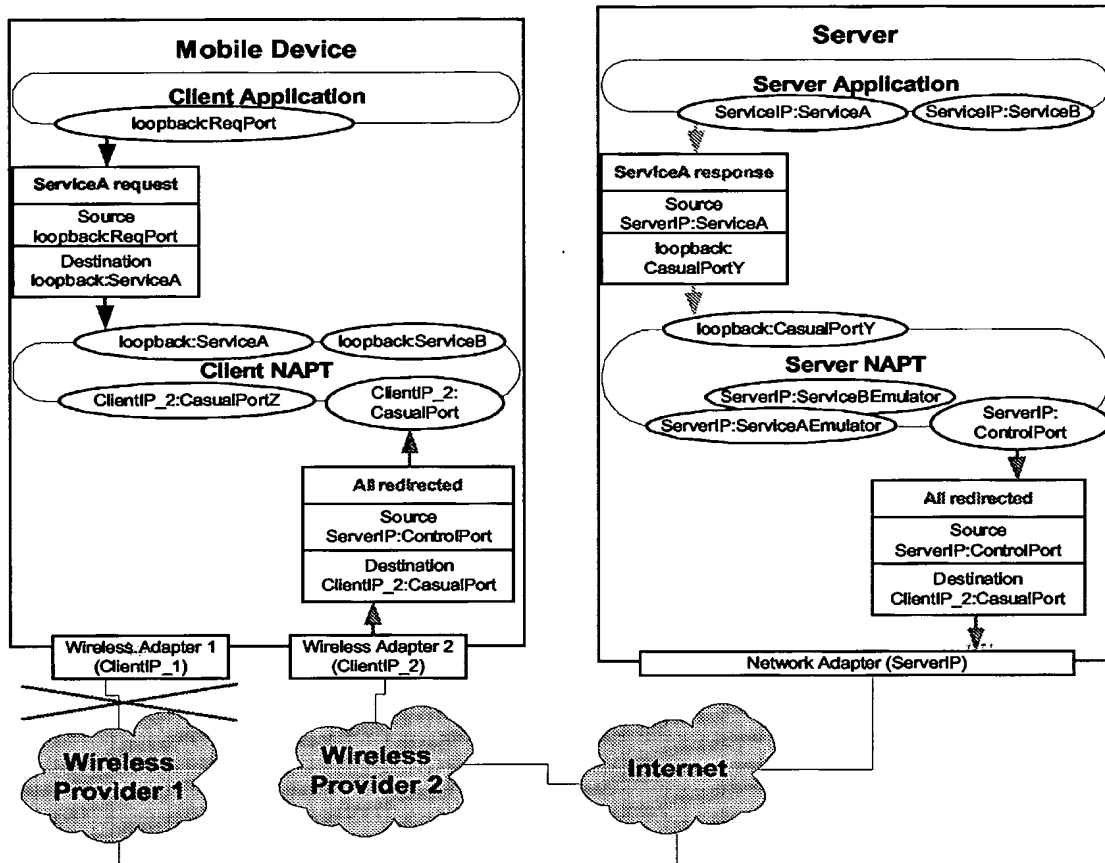 Mobile Device
Client Application
loopback:ReqPort
ServiceA request
Source
loopback:ReqPort
Destination
loopback:ServiceA
loopback:ServiceA
loopback:ServiceB
Client NAPT
ClientIP_2:CasualPortZ
ClientIP_2:
CasualPort
All redirected
Source
ServerIP:ControlPort
Destination
ClientIP_2:CasualPort
Wireless Adapter 1
(ClientIP_1)
Wireless Adapter 2
(ClientIP_2)
Wireless
Provider 1
Wireless
Provider 2
Internet
Server
Server Application
ServiceIP:ServiceA
ServiceIP:ServiceB
ServiceA response
Source
ServerIP:ServiceA
loopback:
CasualPortY
loopback:CasualPortY
Server NAPT
ServerIP:ServiceBEmulator
ServerIP:ServiceAEmulator
ServerIP:
ControlPort
All redirected
Source
ServerIP:ControlPort
Destination
ClientIP_2:CasualPort
Network Adapter (ServerIP)